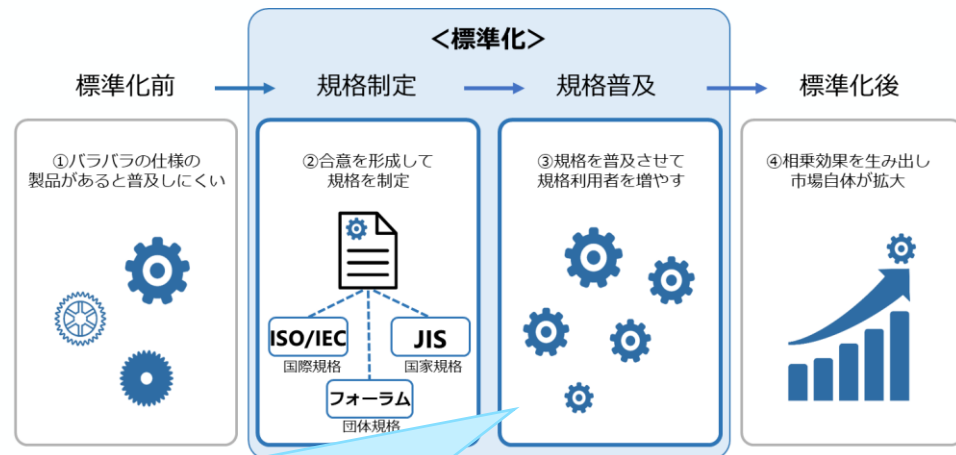 ＜標準化＞
標準化前
規格制定
規格普及
標準化後
①バラバラの仕様の
製品があると普及しにくい
②合意を形成して
規格を制定
ISO/IEC
国際規格
JIS
国家規格
フォーラム
団体規格
③規格を普及させて
規格利用者を増やす
④相乗効果を生み出し
市場自体が拡大